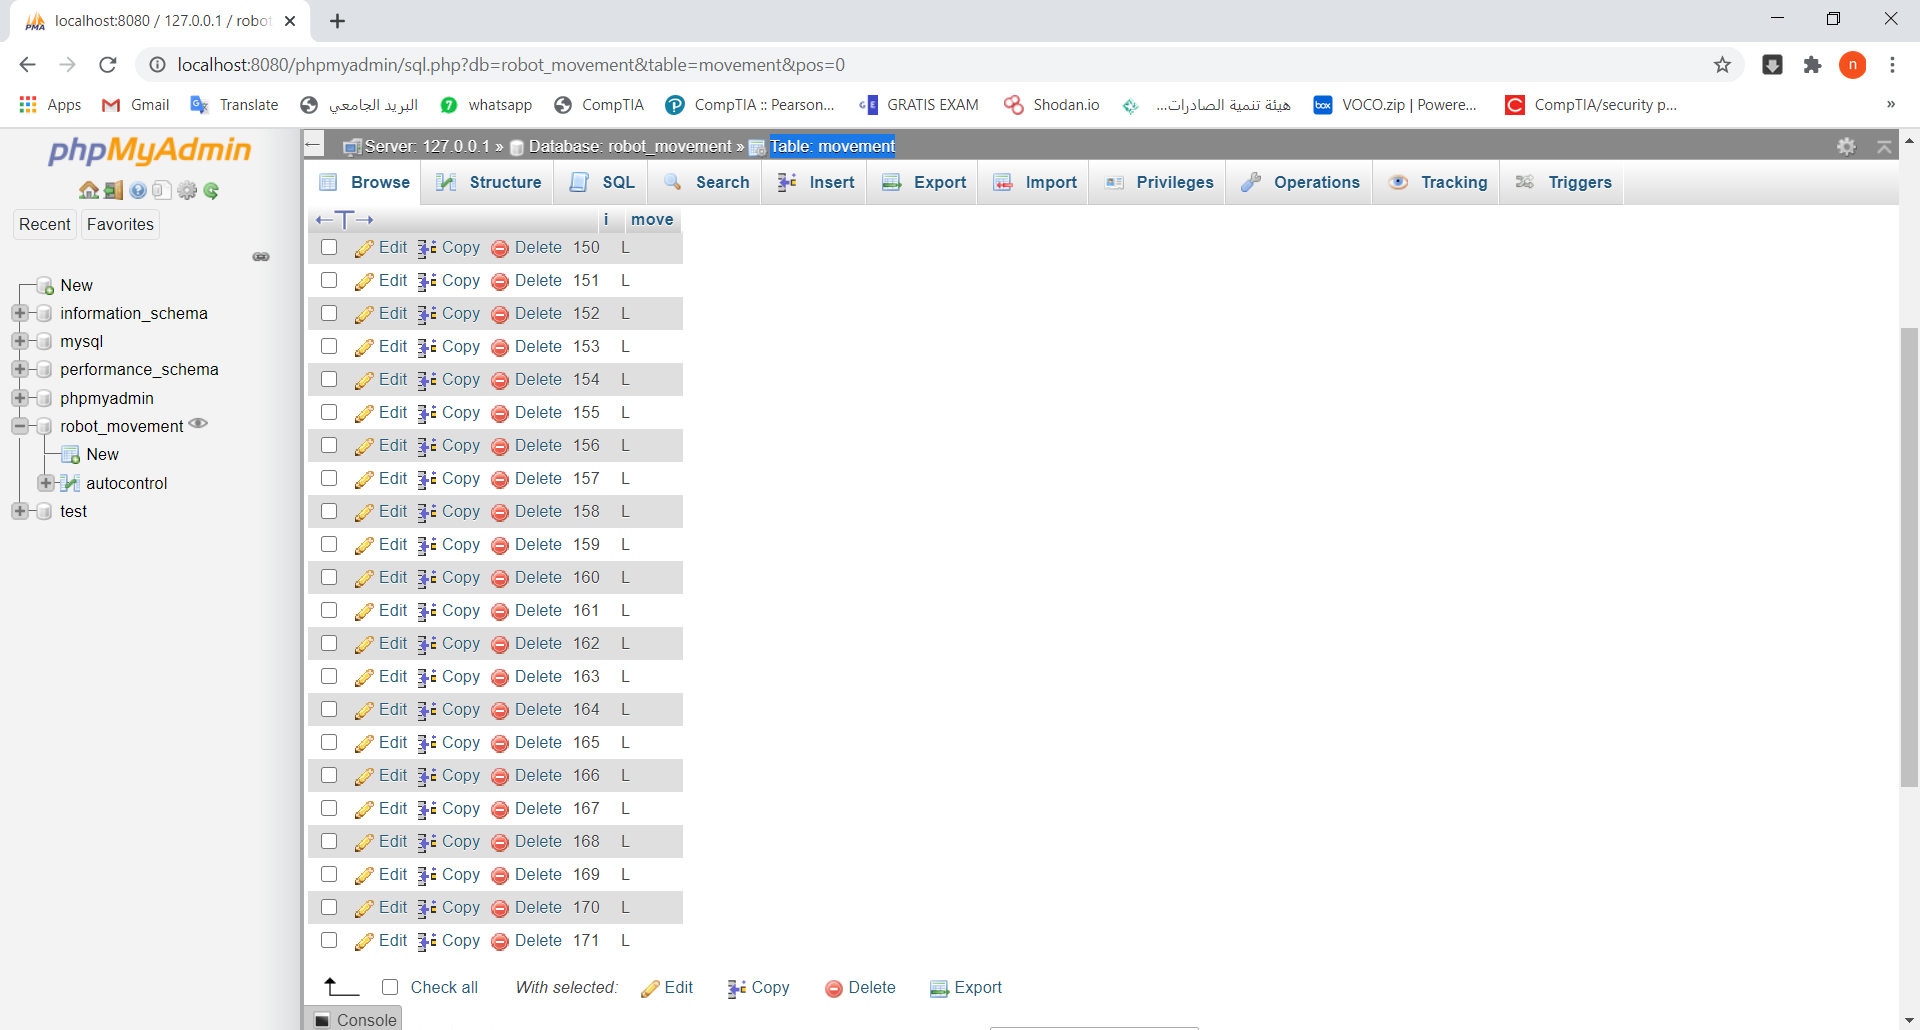 localhost:8080 / 127.0.0.1 / robot
localhost:8080/phpmyadmin/sql.php?db=robot_movement&table=movement&pos=0
n
Apps Gmail Translate البريد الجامعي whatsapp CompTIA CompTIA :: Pearson... GRATIS EXAM Shodan.io هيئة تنمية الصادرات... VOCO.zip | Powere... CompTIA/security p... »
phpMyAdmin
Recent Favorites
New
information_schema
mysql
performance_schema
phpmyadmin
robot_movement
New
autocontrol
test
Server: 127.0.0.1 » Database: robot_movement » Table: movement
Browse Structure SQL Search Insert Export Import Privileges Operations Tracking Triggers
←T→ i move
Edit Copy Delete 150 L
Edit Copy Delete 151 L
Edit Copy Delete 152 L
Edit Copy Delete 153 L
Edit Copy Delete 154 L
Edit Copy Delete 155 L
Edit Copy Delete 156 L
Edit Copy Delete 157 L
Edit Copy Delete 158 L
Edit Copy Delete 159 L
Edit Copy Delete 160 L
Edit Copy Delete 161 L
Edit Copy Delete 162 L
Edit Copy Delete 163 L
Edit Copy Delete 164 L
Edit Copy Delete 165 L
Edit Copy Delete 166 L
Edit Copy Delete 167 L
Edit Copy Delete 168 L
Edit Copy Delete 169 L
Edit Copy Delete 170 L
Edit Copy Delete 171 L
Check all With selected: Edit Copy Delete Export
Console